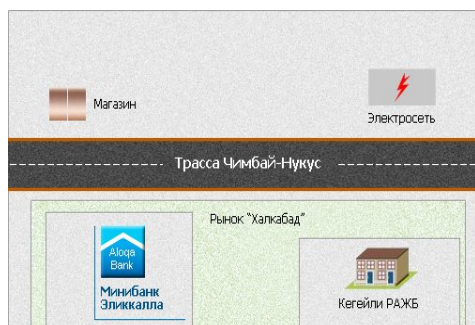 Магазин
Электросеть
Трасса Чимбай-Нукус
Рынок "Халкабад"
Aloqa
Bank
Минибанк
Эликкалла
Кегейли РАЖБ